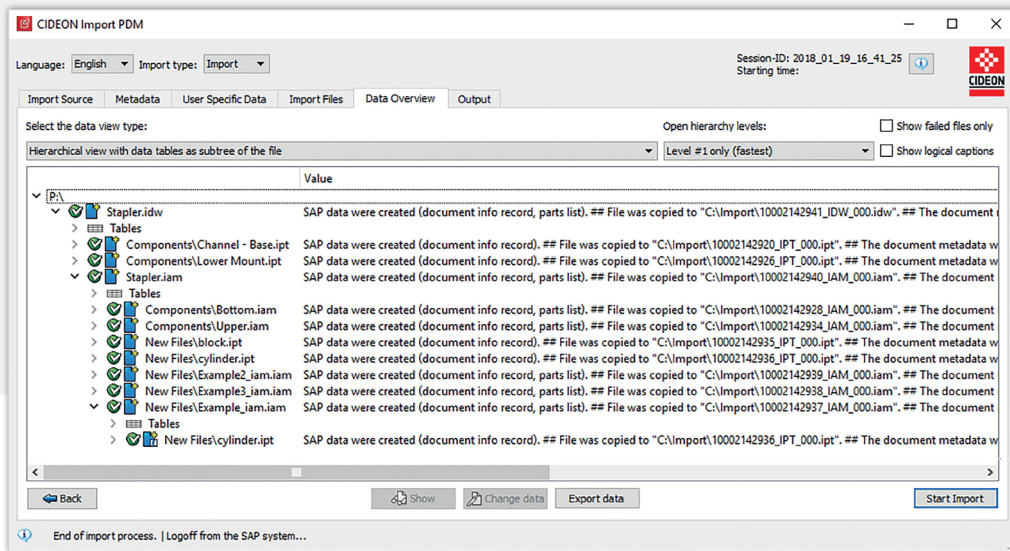 CIDEON Import PDM
Language: English Import type: Import
Session-ID: 2018_01_19_16_41_25
Starting time:
CIDEON
Import Source Metadata User Specific Data Import Files Data Overview Output
Select the data view type: Open hierarchy levels: Show failed files only
Hierarchical view with data tables as subtree of the file Level #1 only (fastest) Show logical captions
Value
P:\
Stapler.idw SAP data were created (document info record, parts list). ## File was copied to "C:\Import\10002142941_IDW_000.idw". ## The document
Tables
Components\Channel - Base.ipt SAP data were created (document info record). ## File was copied to "C:\Import\10002142920_IPT_000.ipt". ## The document metadata w
Components\Lower Mount.ipt SAP data were created (document info record). ## File was copied to "C:\Import\10002142926_IPT_000.ipt". ## The document metadata w
Stapler.iam SAP data were created (document info record, parts list). ## File was copied to "C:\Import\10002142940_IAM_000.iam". ## The document
Tables
Components\Bottom.iam SAP data were created (document info record, parts list). ## File was copied to "C:\Import\10002142928_IAM_000.iam". ## The document
Components\Upper.iam SAP data were created (document info record, parts list). ## File was copied to "C:\Import\10002142934_IAM_000.iam". ## The document
New Files\block.ipt SAP data were created (document info record). ## File was copied to "C:\Import\10002142935_IPT_000.ipt". ## The document metadata w
New Files\cylinder.ipt SAP data were created (document info record). ## File was copied to "C:\Import\10002142936_IPT_000.ipt". ## The document metadata w
New Files\Example2_iam.iam SAP data were created (document info record, parts list). ## File was copied to "C:\Import\10002142939_IAM_000.iam". ## The document
New Files\Example3_iam.iam SAP data were created (document info record, parts list). ## File was copied to "C:\Import\10002142938_IAM_000.iam". ## The document
New Files\Example_iam.iam SAP data were created (document info record, parts list). ## File was copied to "C:\Import\10002142937_IAM_000.iam". ## The document
Tables
New Files\cylinder.ipt SAP data were created (document info record). ## File was copied to "C:\Import\10002142936_IPT_000.ipt". ## The document metadata w
Back Show Change data Export data Start Import
End of import process. | Logoff from the SAP system...